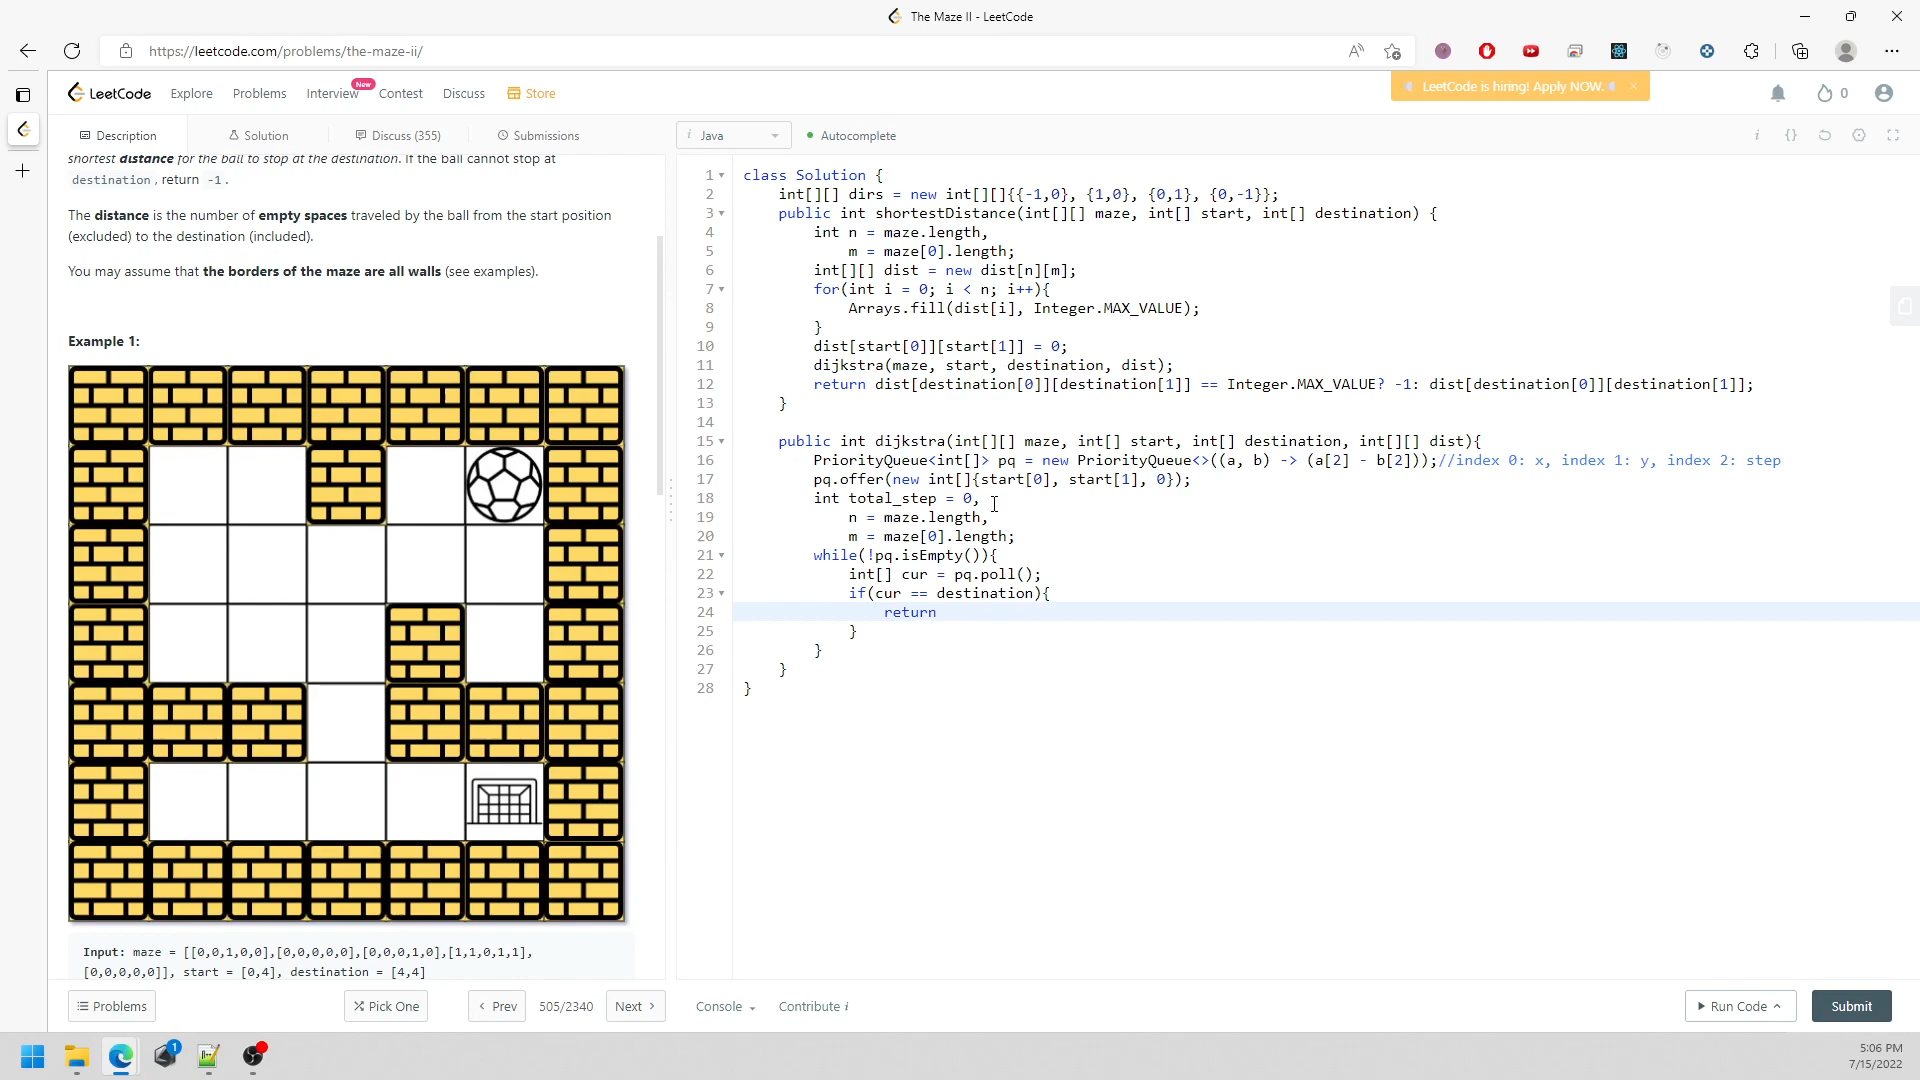 The Maze II - LeetCode
https://leetcode.com/problems/the-maze-ii/
LeetCode
Explore
Problems
Interview
New
Contest
Discuss
Store
LeetCode is hiring! Apply NOW.
0
Description
Solution
Discuss (355)
Submissions
i Java
Autocomplete
shortest distance for the ball to stop at the destination. If the ball cannot stop at
destination, return -1.
The distance is the number of empty spaces traveled by the ball from the start position
(excluded) to the destination (included).
You may assume that the borders of the maze are all walls (see examples).
Example 1:
Input: maze = [[0,0,1,0,0],[0,0,0,0,0],[0,0,0,1,0],[1,1,0,1,1],
[0,0,0,0,0]], start = [0,4], destination = [4,4]
1 class Solution {
2 int[][] dirs = new int[][]{{-1,0}, {1,0}, {0,1}, {0,-1}};
3 public int shortestDistance(int[][] maze, int[] start, int[] destination) {
4 int n = maze.length,
5 m = maze[0].length;
6 int[][] dist = new dist[n][m];
7 for(int i = 0; i < n; i++){
8 Arrays.fill(dist[i], Integer.MAX_VALUE);
9 }
10 dist[start[0]][start[1]] = 0;
11 dijkstra(maze, start, destination, dist);
12 return dist[destination[0]][destination[1]] == Integer.MAX_VALUE? -1: dist[destination[0]][destination[1]];
13 }
14
15 public int dijkstra(int[][] maze, int[] start, int[] destination, int[][] dist){
16 PriorityQueue<int[]> pq = new PriorityQueue<>((a, b) -> (a[2] - b[2]));//index 0: x, index 1: y, index 2: step
17 pq.offer(new int[]{start[0], start[1], 0});
18 int total_step = 0,
19 n = maze.length,
20 m = maze[0].length;
21 while(!pq.isEmpty()){
22 int[] cur = pq.poll();
23 if(cur == destination){
24 return
25 }
26 }
27 }
28 }
Problems
Pick One
Prev
505/2340
Next
Console
Contribute i
Run Code
Submit
1
5:06 PM
7/15/2022